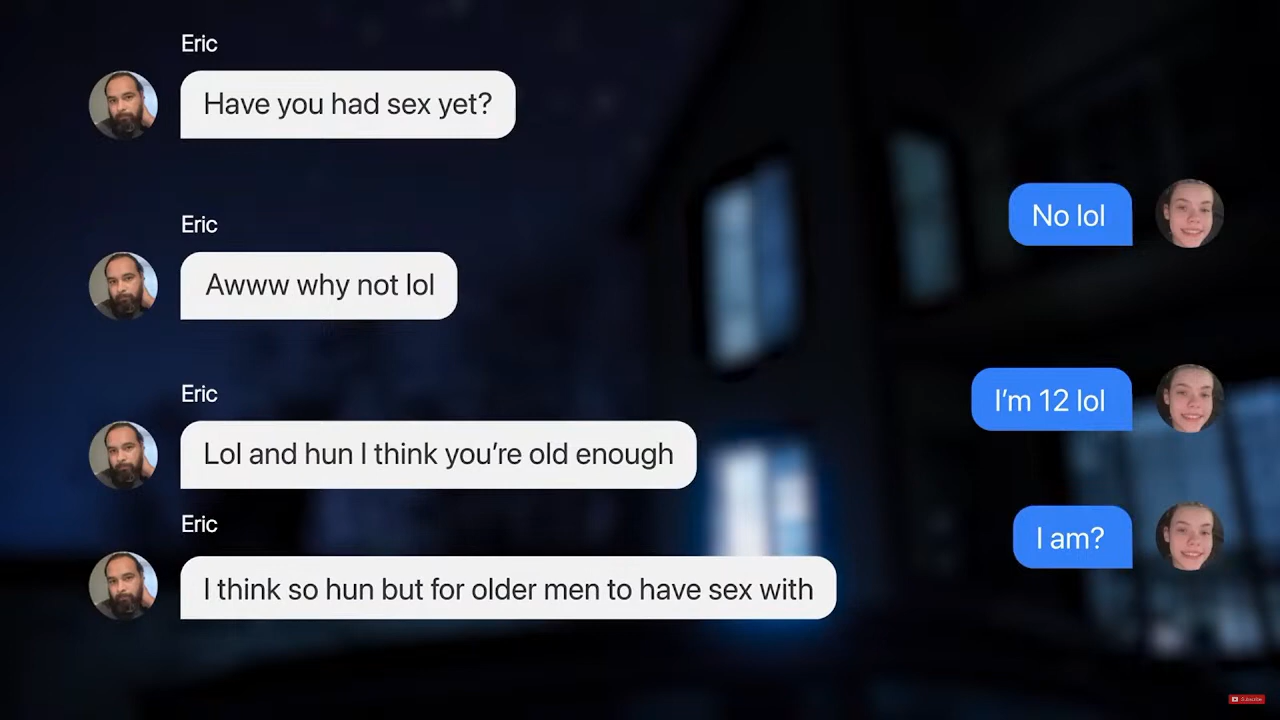 Eric
Have you had sex yet?
No lol
Eric
Awww why not lol
I'm 12 lol
Eric
Lol and hun I think you're old enough
I am?
Eric
I think so hun but for older men to have sex with
Subscribe